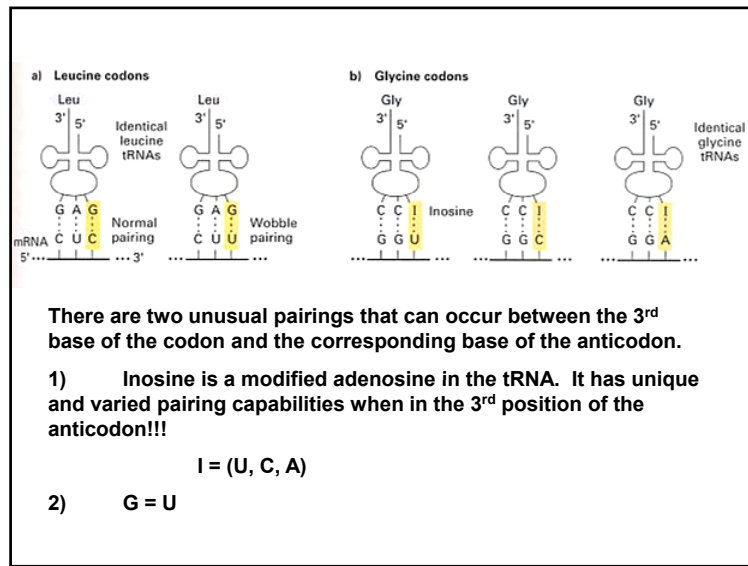 a) Leucine codons
b) Glycine codons
Leu Leu Gly Gly Gly
3' 5' 3' 5' 3' 5' 3' 5' 3' 5'
Identical leucine tRNAs
Identical glycine tRNAs
G A G G A G C C I Inosine C C I C C I
Normal pairing
Wobble pairing
mRNA C U C C U U G G U G G C G G A
5'···· ··· 3' ··· ··· ··· ··· ··· ··· ··· ···
There are two unusual pairings that can occur between the 3rd
base of the codon and the corresponding base of the anticodon.
1) Inosine is a modified adenosine in the tRNA. It has unique
and varied pairing capabilities when in the 3rd position of the
anticodon!!!
I = (U, C, A)
2) G = U